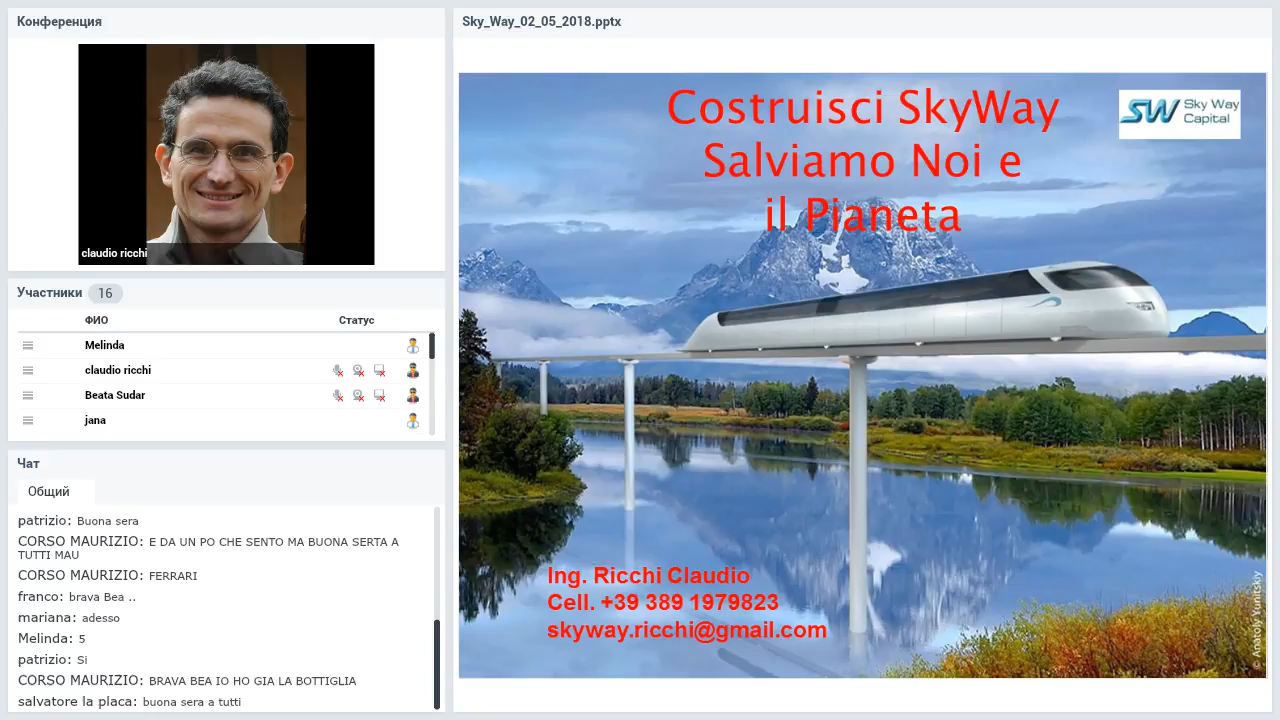 Конференция
claudio ricchi
Участники 16
ФИО Статус
Melinda
claudio ricchi
Beata Sudar
jana
Чат
Общий
patrizio: Buona sera
CORSO MAURIZIO: E DA UN PO CHE SENTO MA BUONA SERTA A
TUTTI MAU
CORSO MAURIZIO: FERRARI
franco: brava Bea ..
mariana: adesso
Melinda: 5
patrizio: Si
CORSO MAURIZIO: BRAVA BEA IO HO GIA LA BOTTIGLIA
salvatore la placa: buona sera a tutti
Sky_Way_02_05_2018.pptx
Costruisci SkyWay
Salviamo Noi e
il Pianeta
SW Sky Way
Capital
Ing. Ricchi Claudio
Cell. +39 389 1979823
skyway.ricchi@gmail.com
© Anatoly Yunitskiy